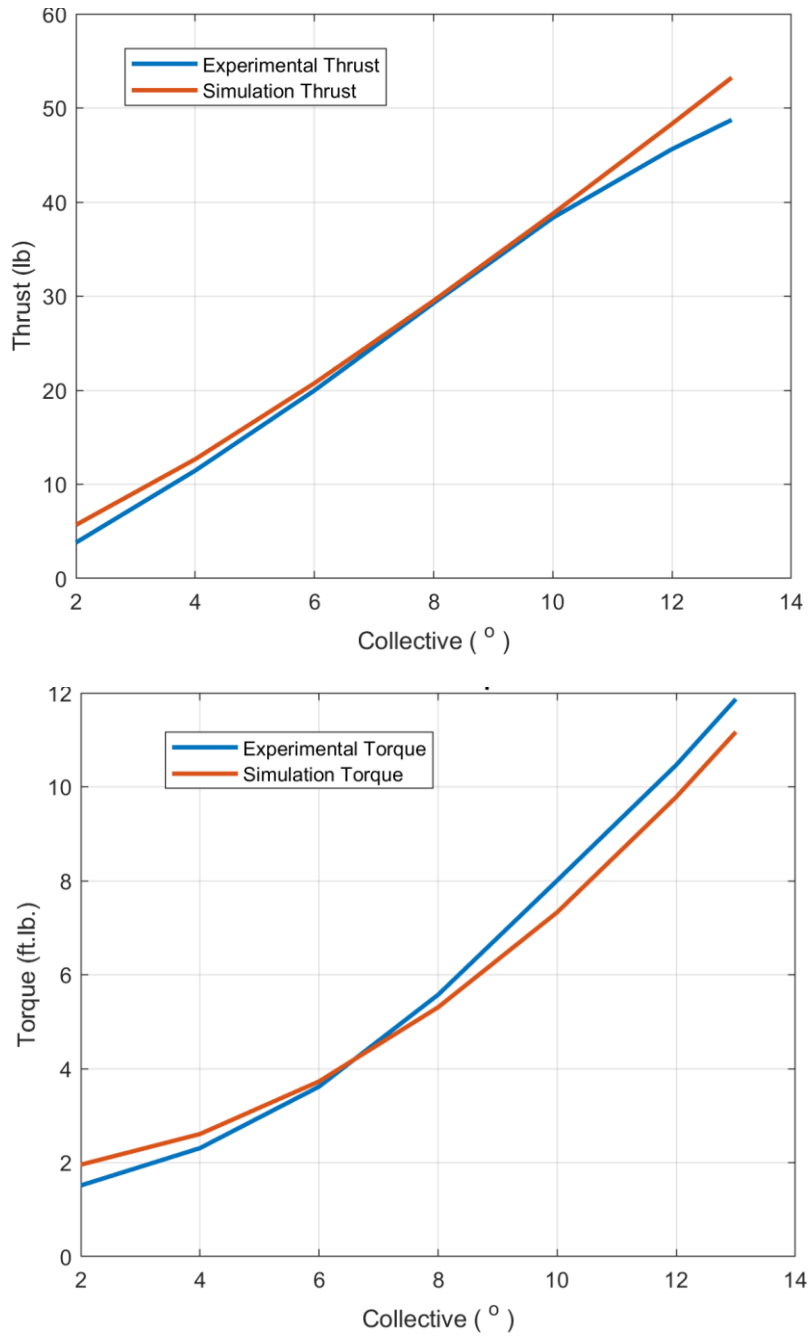 60
50
40
30
20
10
0
Thrust (lb)
Experimental Thrust
Simulation Thrust
2 4 6 8 10 12 14
Collective ( o )
12
10
8
6
4
2
0
Torque (ft.lb.)
Experimental Torque
Simulation Torque
2 4 6 8 10 12 14
Collective ( o )